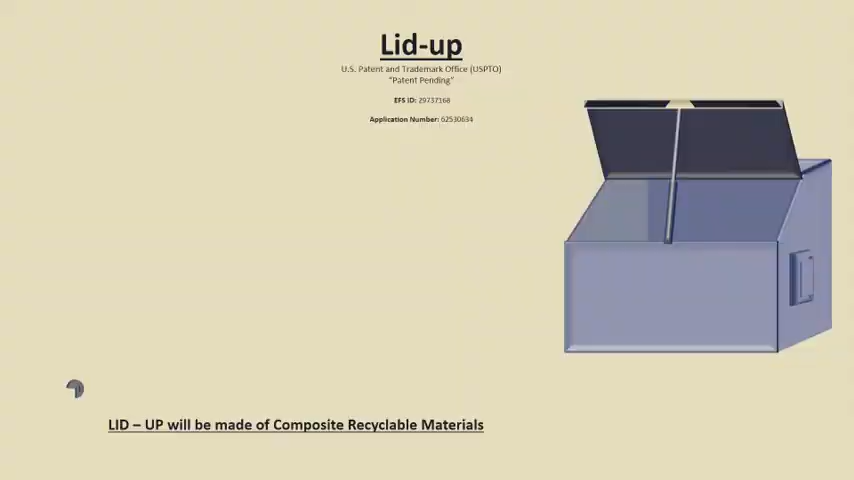 Lid-up
U.S. Patent and Trademark Office (USPTO)
"Patent Pending"
EFS ID: 29737168
Application Number: 62530634
LID – UP will be made of Composite Recyclable Materials